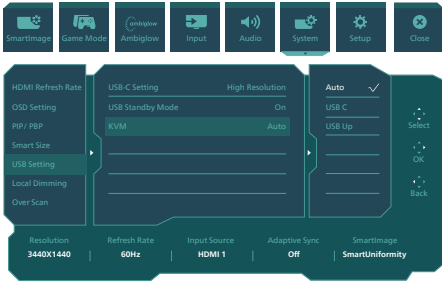 ambiglow
SmartImage Game Mode Ambiglow Input Audio System Setup Close
HDMI Refresh Rate USB-C Setting High Resolution Auto
OSD Setting USB Standby Mode On USB C
PIP/ PBP KVM Auto USB Up
Select
Smart Size
USB Setting
OK
Local Dimming
Over Scan
Back
Resolution Refresh Rate Input Source Adaptive Sync SmartImage
3440X1440 | 60Hz | HDMI 1 | Off | SmartUniformity